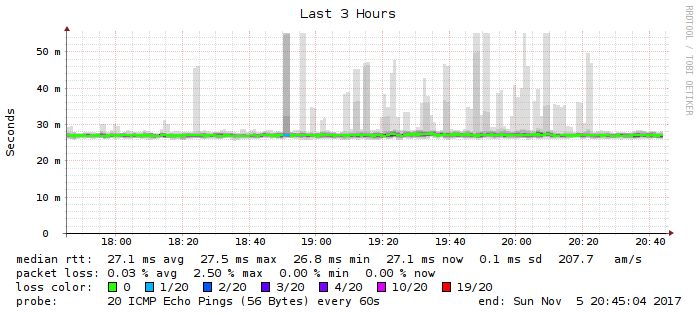 Last 3 Hours
RRDTOOL / TOBI OETIKER
Seconds
50 m
40 m
30 m
20 m
10 m
0
18:00 18:20 18:40 19:00 19:20 19:40 20:00 20:20 20:40
median rtt: 27.1 ms avg 27.5 ms max 26.8 ms min 27.1 ms now 0.1 ms sd 207.7 am/s
packet loss: 0.03 % avg 2.50 % max 0.00 % min 0.00 % now
loss color: 0 1/20 2/20 3/20 4/20 10/20 19/20
probe: 20 ICMP Echo Pings (56 Bytes) every 60s end: Sun Nov 5 20:45:04 2017